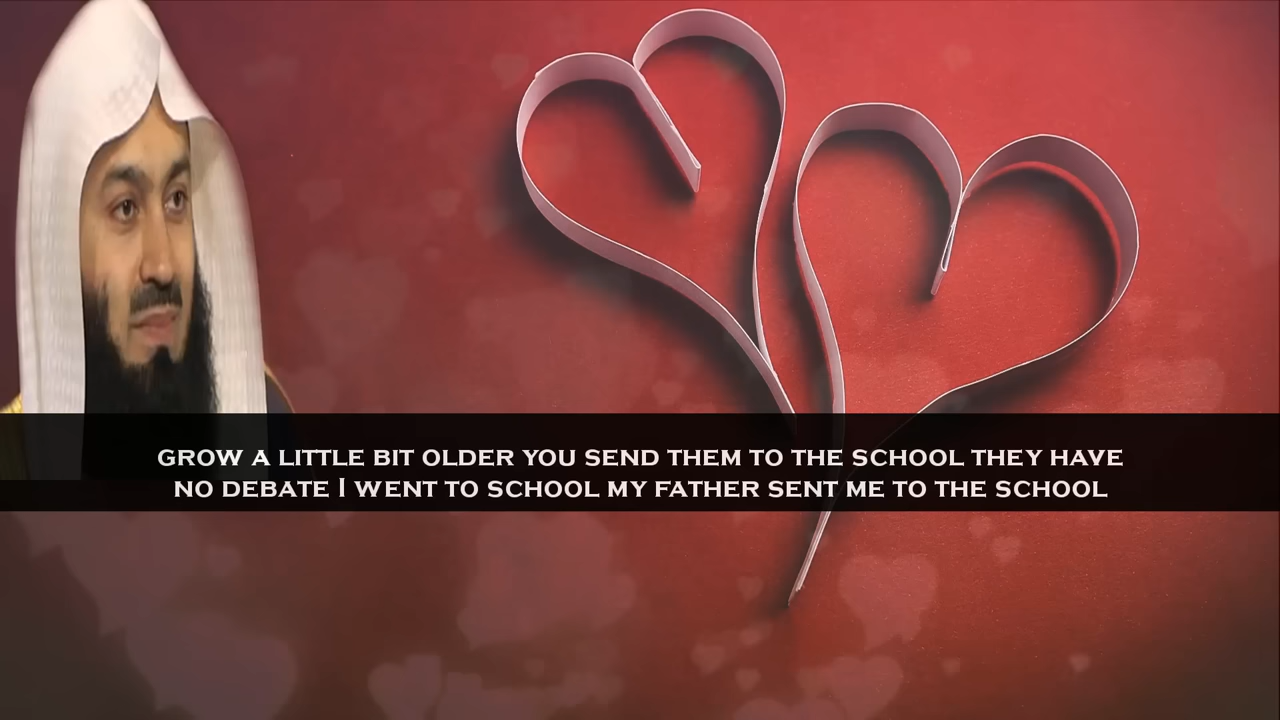 GROW A LITTLE BIT OLDER YOU SEND THEM TO THE SCHOOL THEY HAVE
NO DEBATE I WENT TO SCHOOL MY FATHER SENT ME TO THE SCHOOL